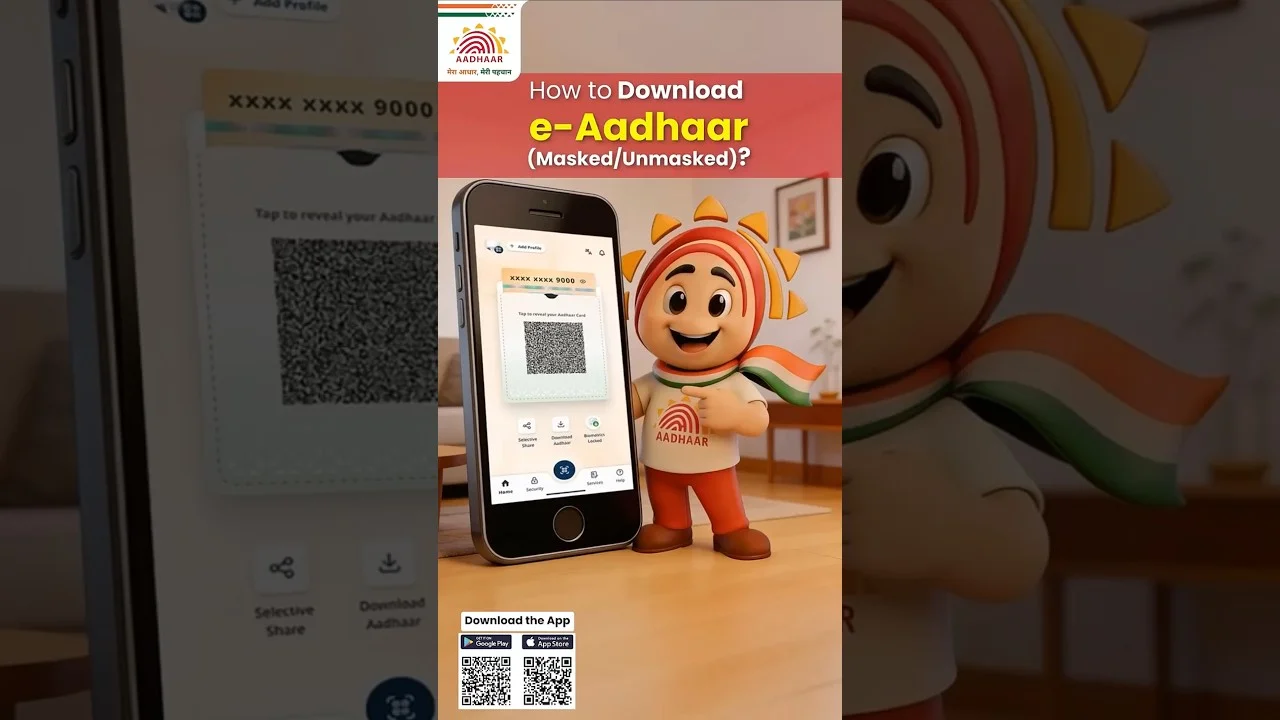 AADHAAR
मेरा आधार, मेरी पहचान
How to Download
e-Aadhaar
(Masked/Unmasked)?
+ Add Profile
xxxx xxxx 9000
Tap to reveal your Aadhaar Card
Selective Share
Download Aadhaar
Biometrics Locked
Home
Security
Services
Help
AADHAAR
Download the App
GET IT ON
Google Play
Download on the
App Store
Add Profile
xxxx xxxx 9000
Tap to reveal your Aadhaar
Selective
Share
Download
Aadhaar